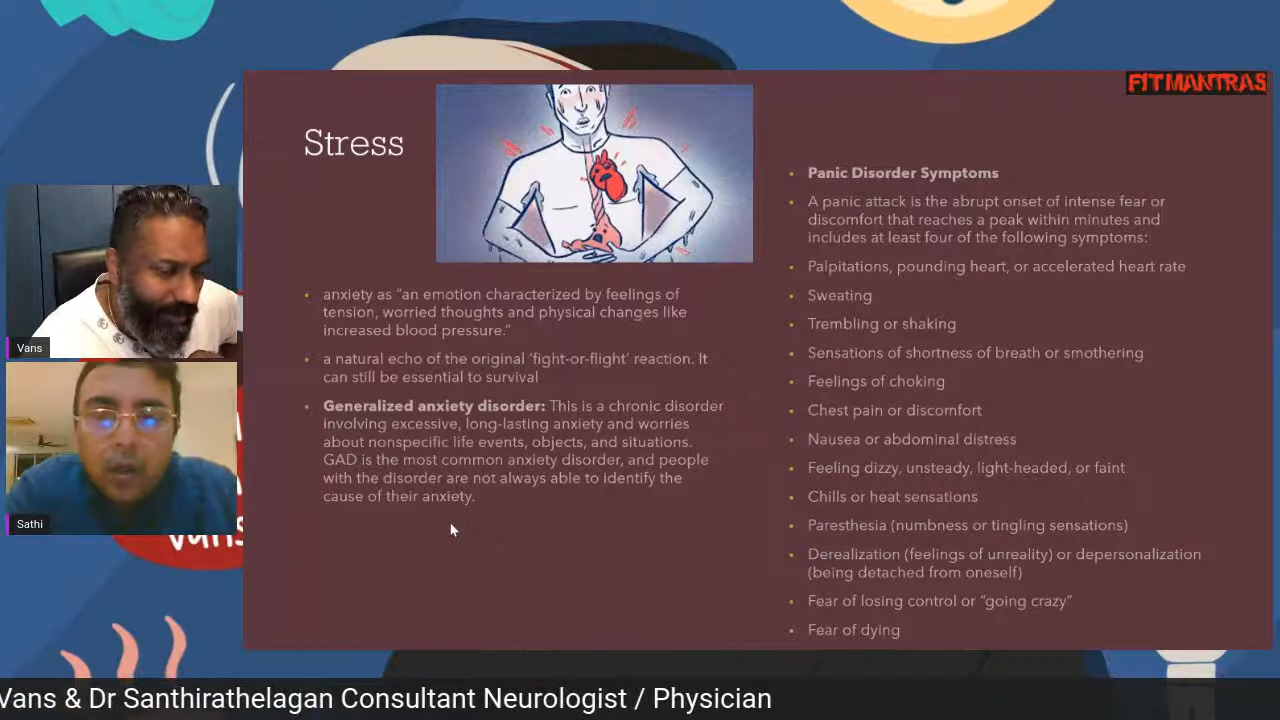 FITMANTRAS
Stress
anxiety as “an emotion characterized by feelings of
tension, worried thoughts and physical changes like
increased blood pressure.”
a natural echo of the original ‘fight-or-flight’ reaction. It
can still be essential to survival
Generalized anxiety disorder: This is a chronic disorder
involving excessive, long-lasting anxiety and worries
about nonspecific life events, objects, and situations.
GAD is the most common anxiety disorder, and people
with the disorder are not always able to identify the
cause of their anxiety.
Panic Disorder Symptoms
A panic attack is the abrupt onset of intense fear or
discomfort that reaches a peak within minutes and
includes at least four of the following symptoms:
Palpitations, pounding heart, or accelerated heart rate
Sweating
Trembling or shaking
Sensations of shortness of breath or smothering
Feelings of choking
Chest pain or discomfort
Nausea or abdominal distress
Feeling dizzy, unsteady, light-headed, or faint
Chills or heat sensations
Paresthesia (numbness or tingling sensations)
Derealization (feelings of unreality) or depersonalization
(being detached from oneself)
Fear of losing control or “going crazy”
Fear of dying
Vans
Sathi
Vans
Vans & Dr Santhirathelagan Consultant Neurologist / Physician